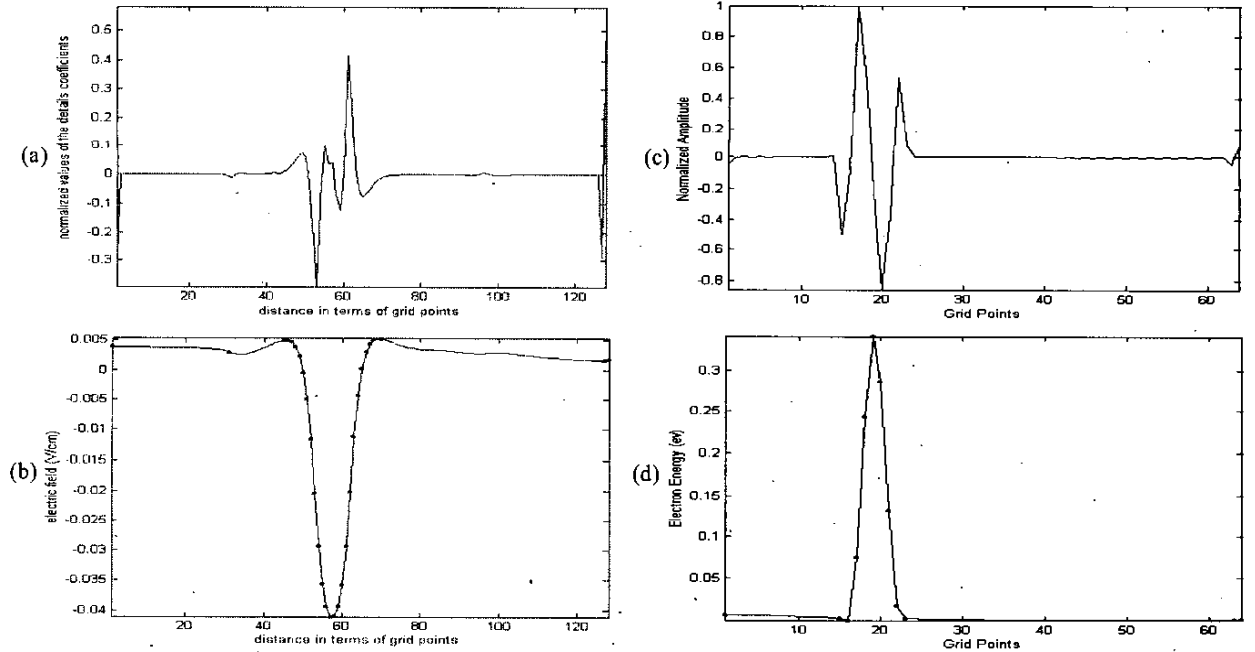 (a)
normalized values of the details coefficients
0.5
0.4
0.3
0.2
0.1
0
-0.1
-0.2
-0.3
20 40 60 80 100 120
distance in terms of grid points
(b)
electric field (V/cm)
0.005
0
-0.005
-0.01
-0.015
-0.02
-0.025
-0.03
-0.035
-0.04
20 40 60 80 100 120
distance in terms of grid points
(c)
Normalized Amplitude
1
0.8
0.6
0.4
0.2
0
-0.2
-0.4
-0.6
-0.8
10 20 30 40 50 60
Grid Points
(d)
Electron Energy (ev)
0.3
0.25
0.2
0.15
0.1
0.05
10 20 30 40 50 60
Grid Points